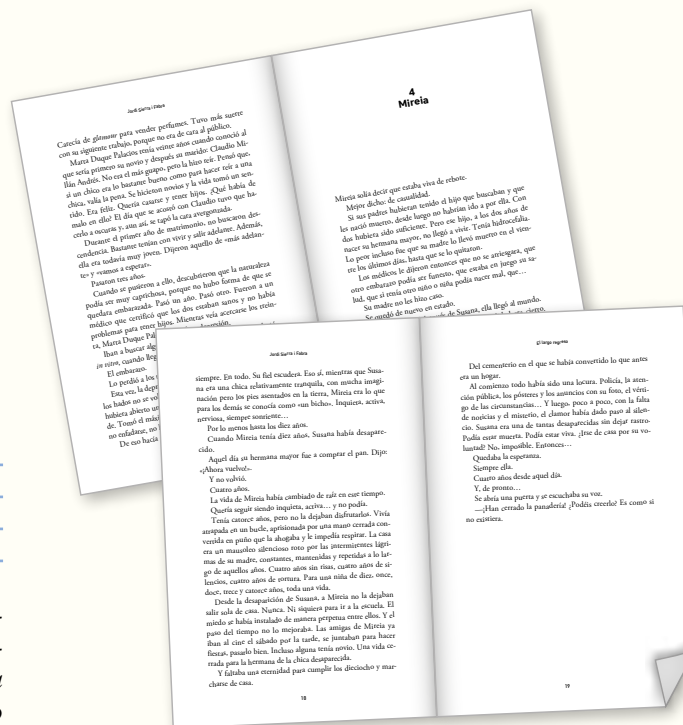 Jordi Sierra i Fabra
Carecía de glamour para vender perfumes. Tuvo más suerte
con su siguiente trabajo, porque no era de cara al público.
Marta Duque Palacios tenía veinte años cuando conoció al
que sería primero su novio y después su marido: Claudio Mi-
llán Andrés. No era el más guapo, pero la hizo reír. Pensó que,
si un chico era lo bastante bueno como para hacer reír a una
chica, valía la pena. Se hicieron novios y la vida tomó un sen-
tido. Era feliz. Quería casarse y tener hijos. ¿Qué había de
malo en ello? El día que se acostó con Claudio tuvo que ha-
cerlo a oscuras y, aun así, se tapó la cara avergonzada.
Durante el primer año de matrimonio, no buscaron des-
cendencia. Bastante tenían con vivir y salir adelante. Además,
ella era todavía muy joven. Dijeron aquello de «más adelan-
te» y «vamos a esperar».
Pasaron tres años.
Cuando se pusieron a ello, descubrieron que la naturaleza
podía ser muy caprichosa, porque no hubo forma de que se
quedara embarazada. Pasó un año. Pasó otro. Fueron a un
médico que certificó que los dos estaban sanos y no había
problemas para tener hijos. Mientras veía acercarse los trein-
ta, Marta Duque Pal
Iban a buscar alg
in vitro, cuando lleg
El embarazo.
Lo perdió a los
Esta vez, la depr
los hados no se vol
hubiera abierto un
de. Tomó el máxi
no enfadarse, no
De eso hacía
4
Mireia
Mireia solía decir que estaba viva de rebote.
Mejor dicho: de casualidad.
Si sus padres hubieran tenido el hijo que buscaban y que
les nació muerto, desde luego no habrían ido a por ella. Con
dos hubiera sido suficiente. Pero ese hijo, a los dos años de
nacer su hermana mayor, no llegó a vivir. Tenía hidrocefalia.
Lo peor incluso fue que su madre lo llevó muerto en el vien-
tre los últimos días, hasta que se lo quitaron.
Los médicos le dijeron entonces que no se arriesgara, que
otro embarazo podía ser funesto, que estaba en juego su sa-
lud, que si tenía otro niño o niña podía nacer mal, que…
Su madre no les hizo caso.
Se quedó de nuevo en estado.
de Susana, ella llegó al mundo.
Jordi Sierra i Fabra
siempre. En todo. Su fiel escudera. Eso sí, mientras que Susa-
na era una chica relativamente tranquila, con mucha imagi-
nación pero los pies asentados en la tierra, Mireia era lo que
para los demás se conocía como «un bicho». Inquieta, activa,
nerviosa, siempre sonriente…
Por lo menos hasta los diez años.
Cuando Mireia tenía diez años, Susana había desapare-
cido.
Aquel día su hermana mayor fue a comprar el pan. Dijo:
«¡Ahora vuelvo!».
Y no volvió.
Cuatro años.
La vida de Mireia había cambiado de raíz en este tiempo.
Quería seguir siendo inquieta, activa… y no podía.
Tenía catorce años, pero no la dejaban disfrutarlos. Vivía
atrapada en un bucle, aprisionada por una mano cerrada con-
vertida en puño que la ahogaba y le impedía respirar. La casa
era un mausoleo silencioso roto por las intermitentes lágri-
mas de su madre, constantes, mantenidas y repetidas a lo lar-
go de aquellos años. Cuatro años sin risas, cuatro años de si-
lencios, cuatro años de tortura. Para una niña de diez, once,
doce, trece y catorce años, toda una vida.
Desde la desaparición de Susana, a Mireia no la dejaban
salir sola de casa. Nunca. Ni siquiera para ir a la escuela. El
miedo se había instalado de manera perpetua entre ellos. Y el
paso del tiempo no lo mejoraba. Las amigas de Mireia ya
iban al cine el sábado por la tarde, se juntaban para hacer
fiestas, pasarlo bien. Incluso alguna tenía novio. Una vida ce-
rrada para la hermana de la chica desaparecida.
Y faltaba una eternidad para cumplir los dieciocho y mar-
charse de casa.
18
El largo regreso
Del cementerio en el que se había convertido lo que antes
era un hogar.
Al comienzo todo había sido una locura. Policía, la aten-
ción pública, los pósteres y los anuncios con su foto, el vérti-
go de las circunstancias… Y luego, poco a poco, con la falta
de noticias y el misterio, el clamor había dado paso al silen-
cio. Susana era una de tantas desaparecidas sin dejar rastro.
Podía estar muerta. Podía estar viva. ¿Irse de casa por su vo-
luntad? No, imposible. Entonces…
Quedaba la esperanza.
Siempre ella.
Cuatro años desde aquel día.
Y, de pronto…
Se abría una puerta y se escuchaba su voz.
—¡Han cerrado la panadería! ¿Podéis creerlo? Es como si
no existiera.
19